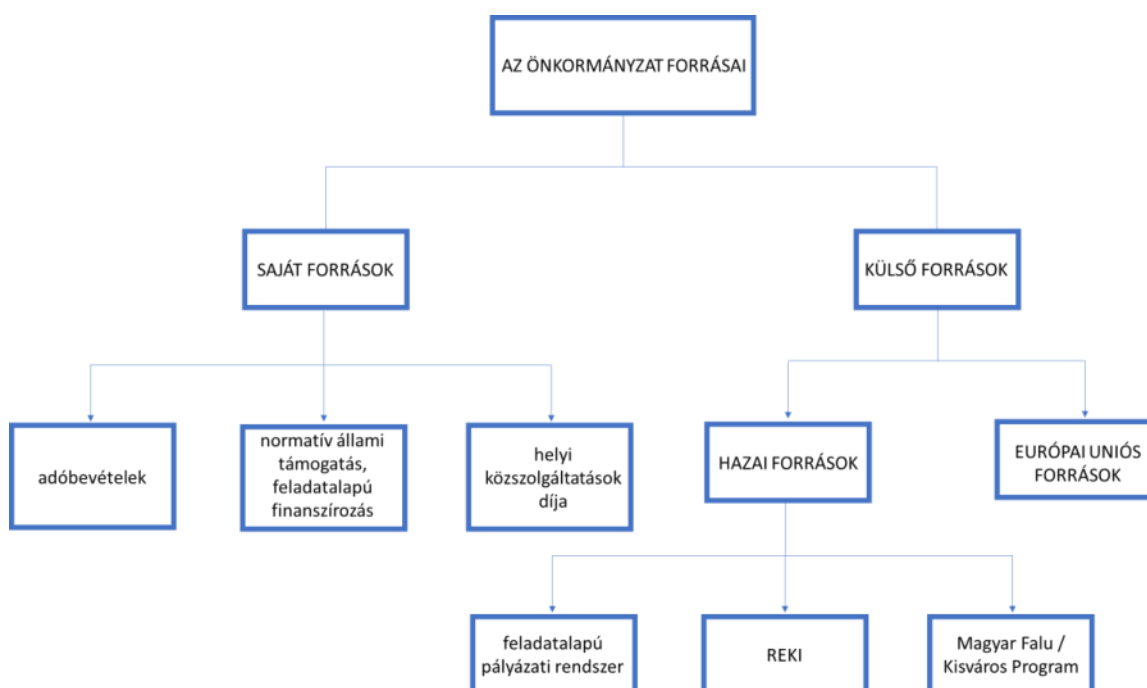 AZ ÖNKORMÁNYZAT FORRÁSAI
SAJÁT FORRÁSOK
KÜLSŐ FORRÁSOK
adóbevételek
normatív állami
támogatás,
feladatalapú
finanszírozás
helyi
közszolgáltatások
díja
HAZAI FORRÁSOK
EURÓPAI UNIÓS
FORRÁSOK
feladatalapú
pályázati rendszer
REKI
Magyar Falu /
Kisváros Program